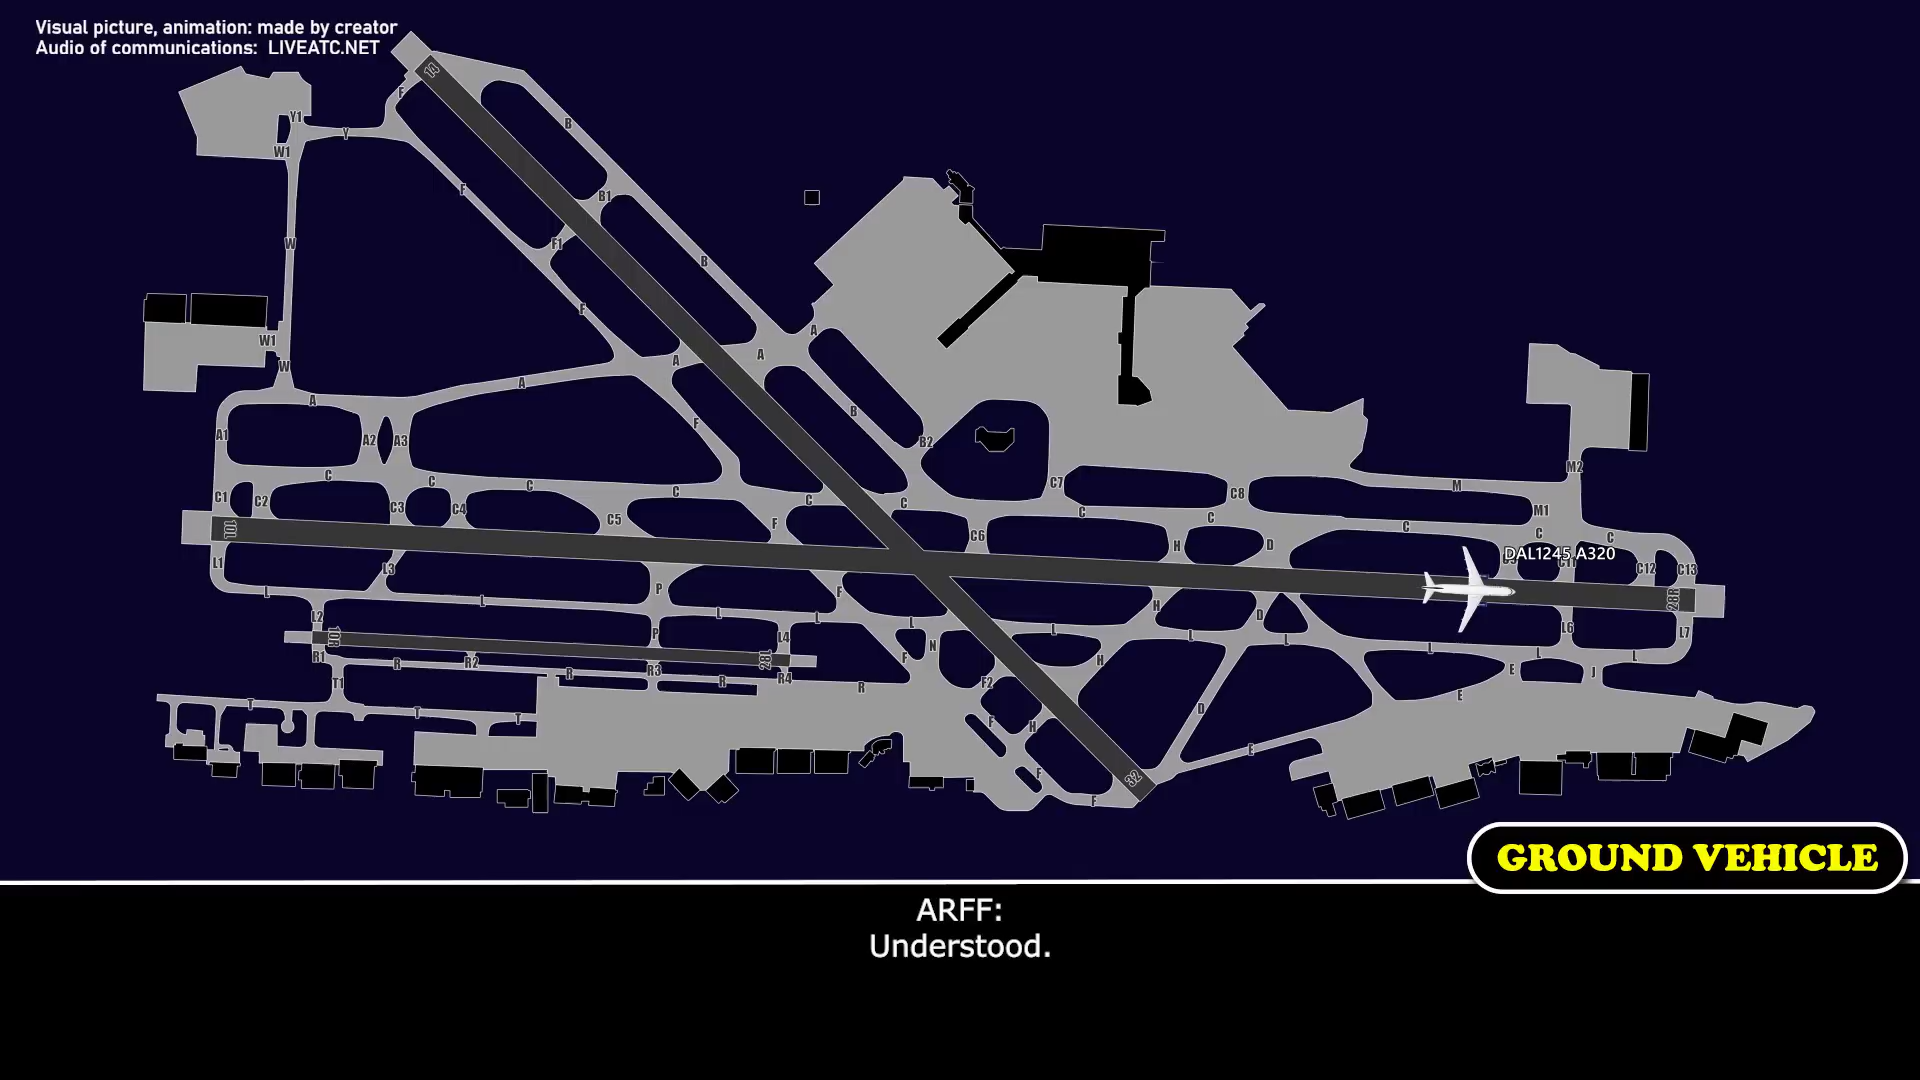 Visual picture, animation: made by creator
Audio of communications: LIVEATC.NET
14
F
B
Y1
Y
W1
F
B1
W
F1
B
F
A
A
A
W1
W
A
A
B
F
A1
A2
A3
B2
C
C
C
C
C7
C8
M
M2
C1
C2
C3
C4
C5
F
C
C
C
C
C
M1
C
C
10L
C6
H
D
DAL1245 A320
C11
C12
C13
L1
L3
P
F
L
L
L
L
H
D
28R
L2
10R
P
L4
L
N
L
L
L
L
L
L
L6
L7
R1
R
R2
R
R3
R
R4
R
28L
F
H
E
J
T1
F2
E
T
T
T
F
H
D
E
F
32
F
GROUND VEHICLE
ARFF:
Understood.